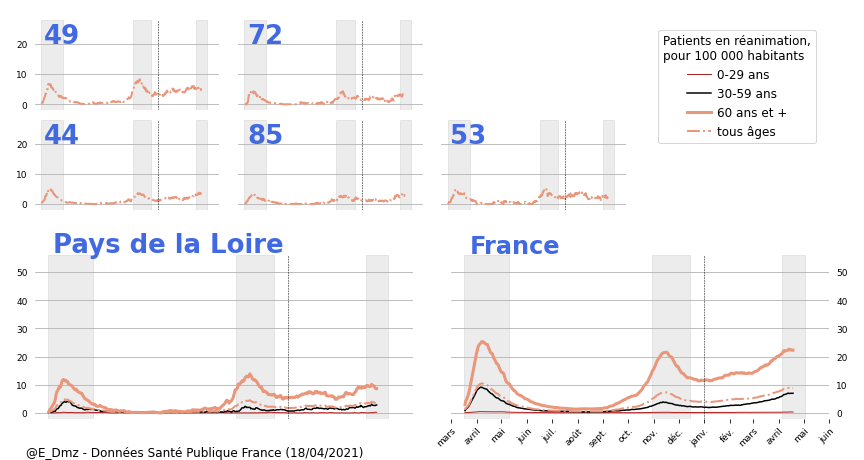 49
72
20
10
0
Patients en réanimation,
pour 100 000 habitants
0-29 ans
30-59 ans
60 ans et +
tous âges
44
85
53
20
10
0
Pays de la Loire
France
50
40
30
20
10
0
50
40
30
20
10
0
mars
avril
mai
juin
juil.
août
sept.
oct.
nov.
déc.
janv.
fév.
mars
avril
mai
juin
@E_Dmz - Données Santé Publique France (18/04/2021)